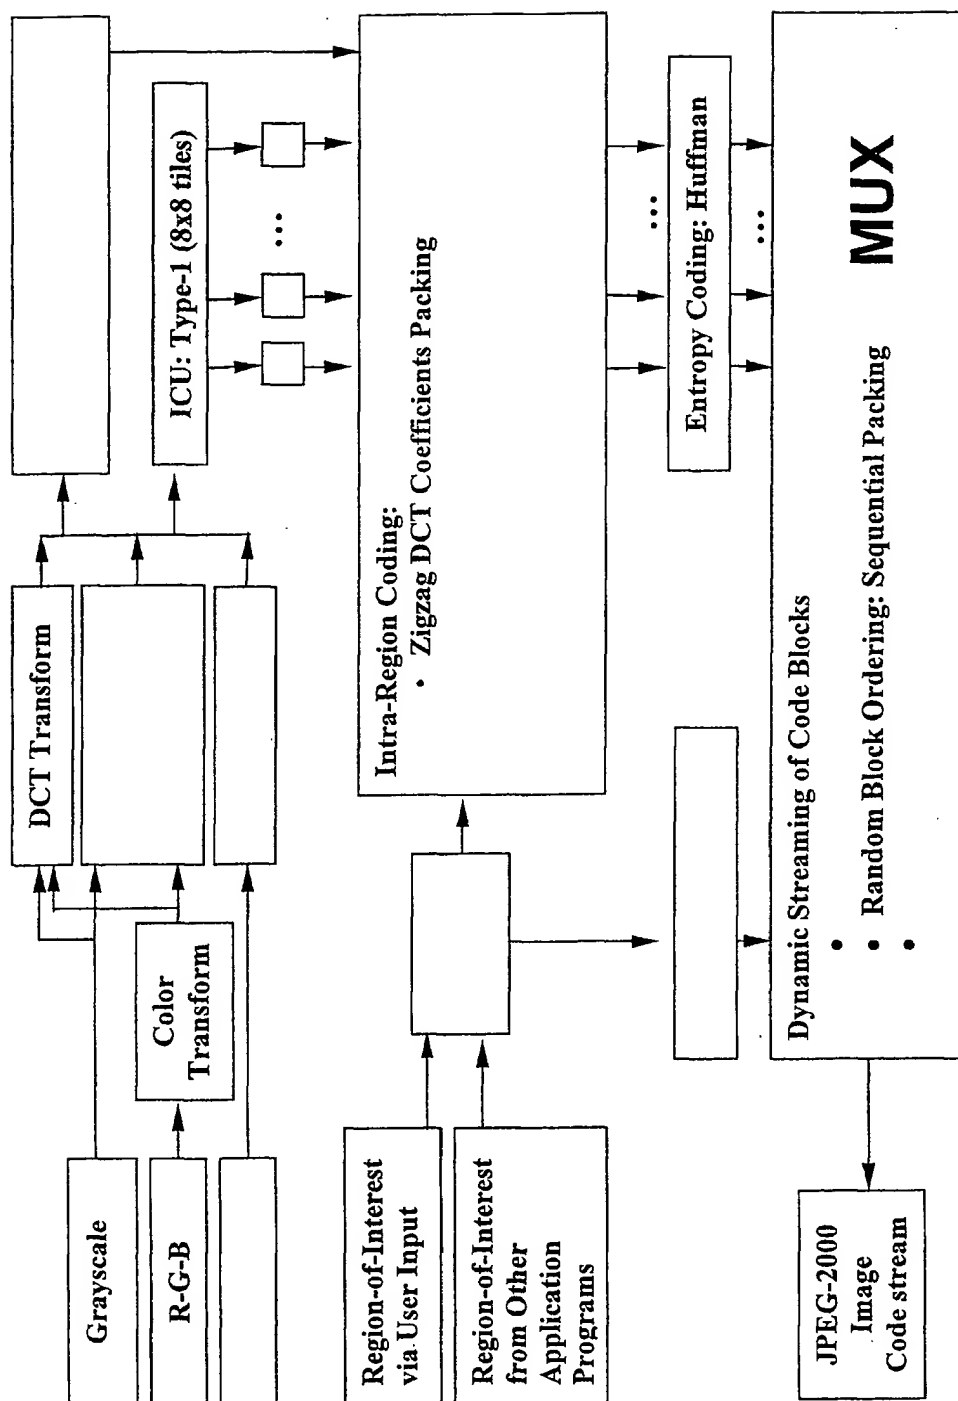 Grayscale
R-G-B
Color
Transform
DCT Transform
ICU: Type-1 (8x8 tiles)
...
Region-of-Interest
via User Input
Region-of-Interest
from Other
Application
Programs
Intra-Region Coding:
• Zigzag DCT Coefficients Packing
...
Entropy Coding: Huffman
...
Dynamic Streaming of Code Blocks
•
• Random Block Ordering: Sequential Packing
•
MUX
JPEG-2000
Image
Code stream